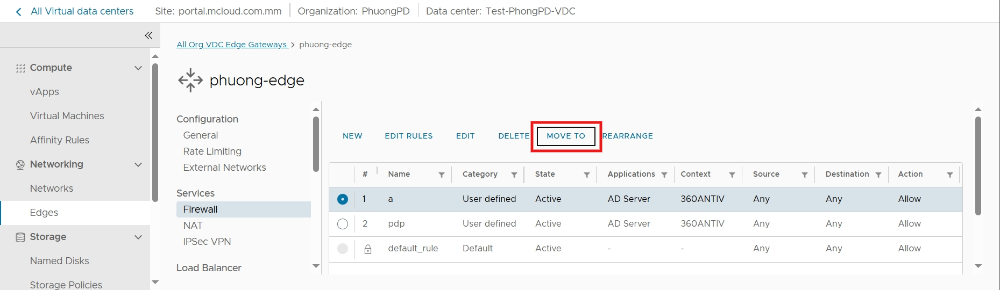 All Virtual data centers Site: portal.mcloud.com.mm Organization: PhuongPD Data center: Test-PhongPD-VDC
All Org VDC Edge Gateways > phuong-edge
phuong-edge
Compute
vApps
Virtual Machines
Affinity Rules
Networking
Networks
Edges
Storage
Named Disks
Storage Policies
Configuration
General
Rate Limiting
External Networks
Services
Firewall
NAT
IPSec VPN
Load Balancer
NEW EDIT RULES EDIT DELETE MOVE TO REARRANGE
# Name Category State Applications Context Source Destination Action
1 a User defined Active AD Server 360ANTIV Any Any Allow
2 pdp User defined Active AD Server 360ANTIV Any Any Allow
default_rule Default Active - - Any Any Allow